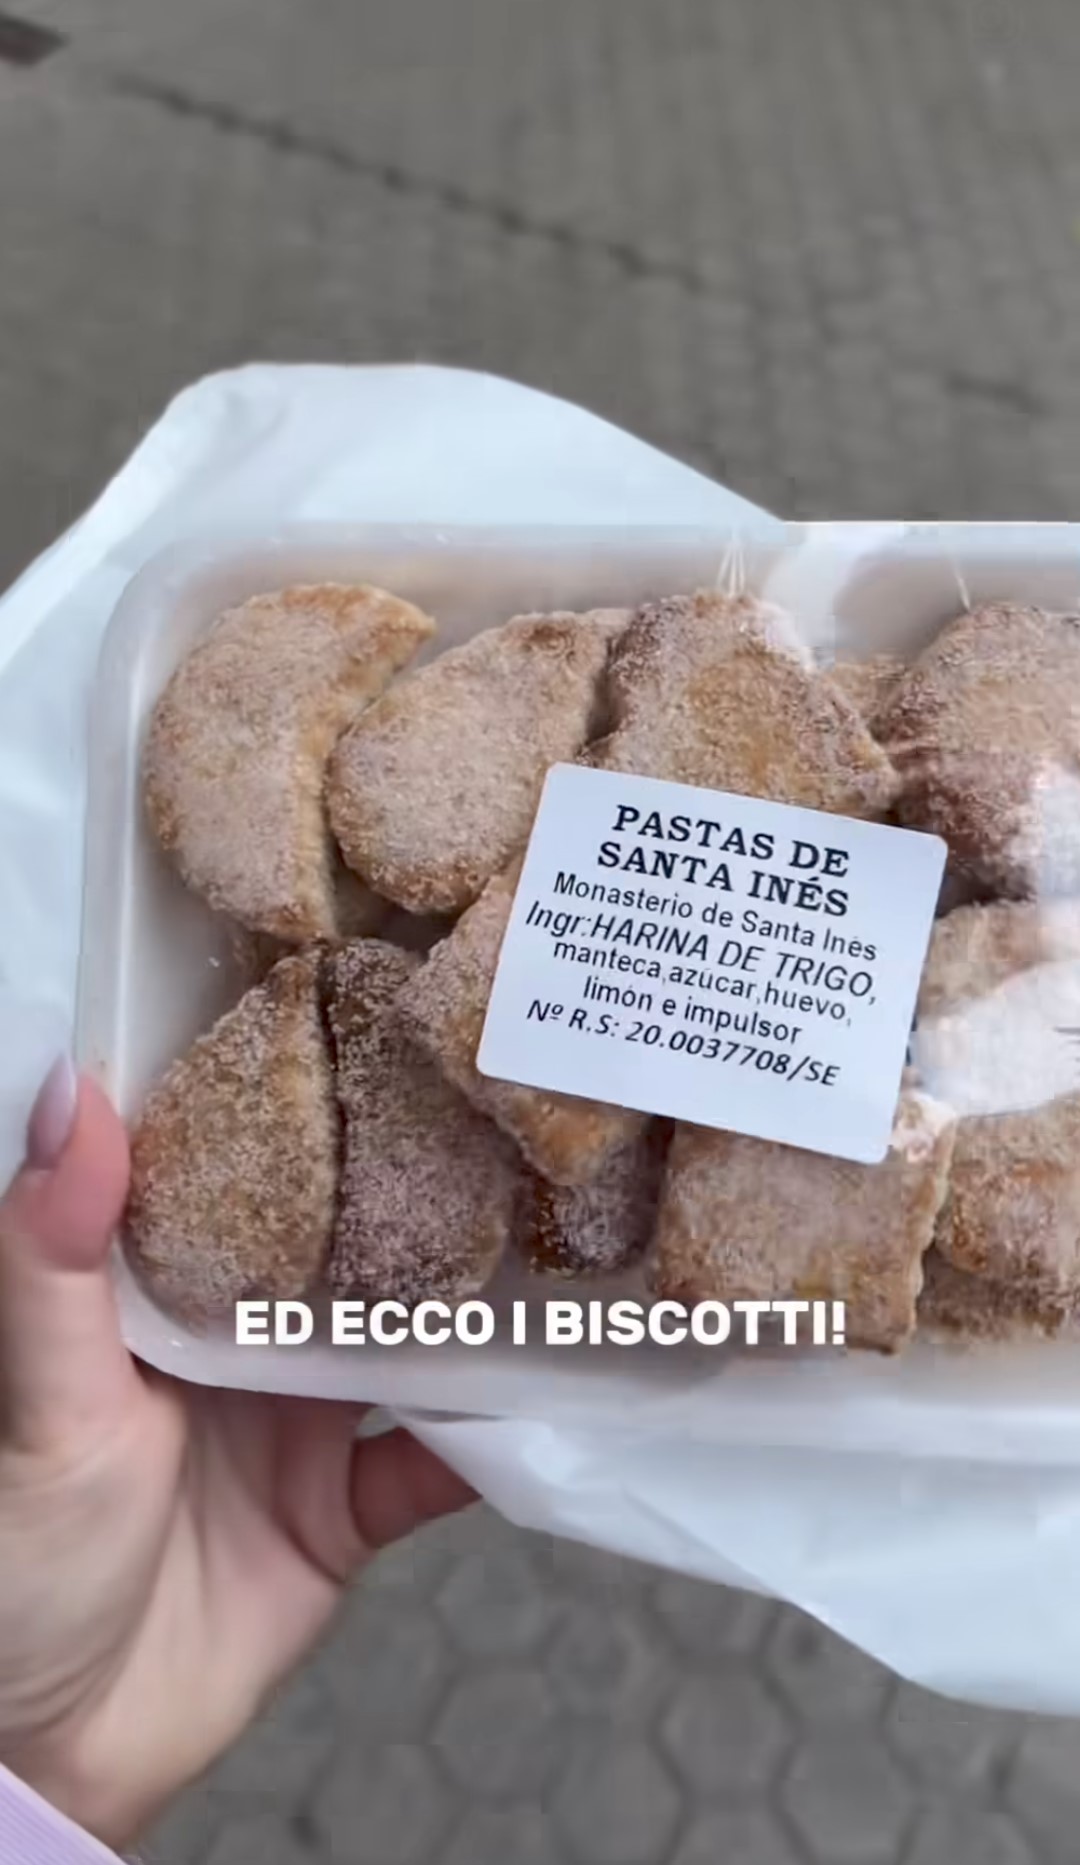 PASTAS DE
SANTA INÉS
Monasterio de Santa Inés
Ingr:HARINA DE TRIGO,
manteca,azúcar,huevo,
limón e impulsor
Nº R.S: 20.0037708/SE
ED ECCO I BISCOTTI!